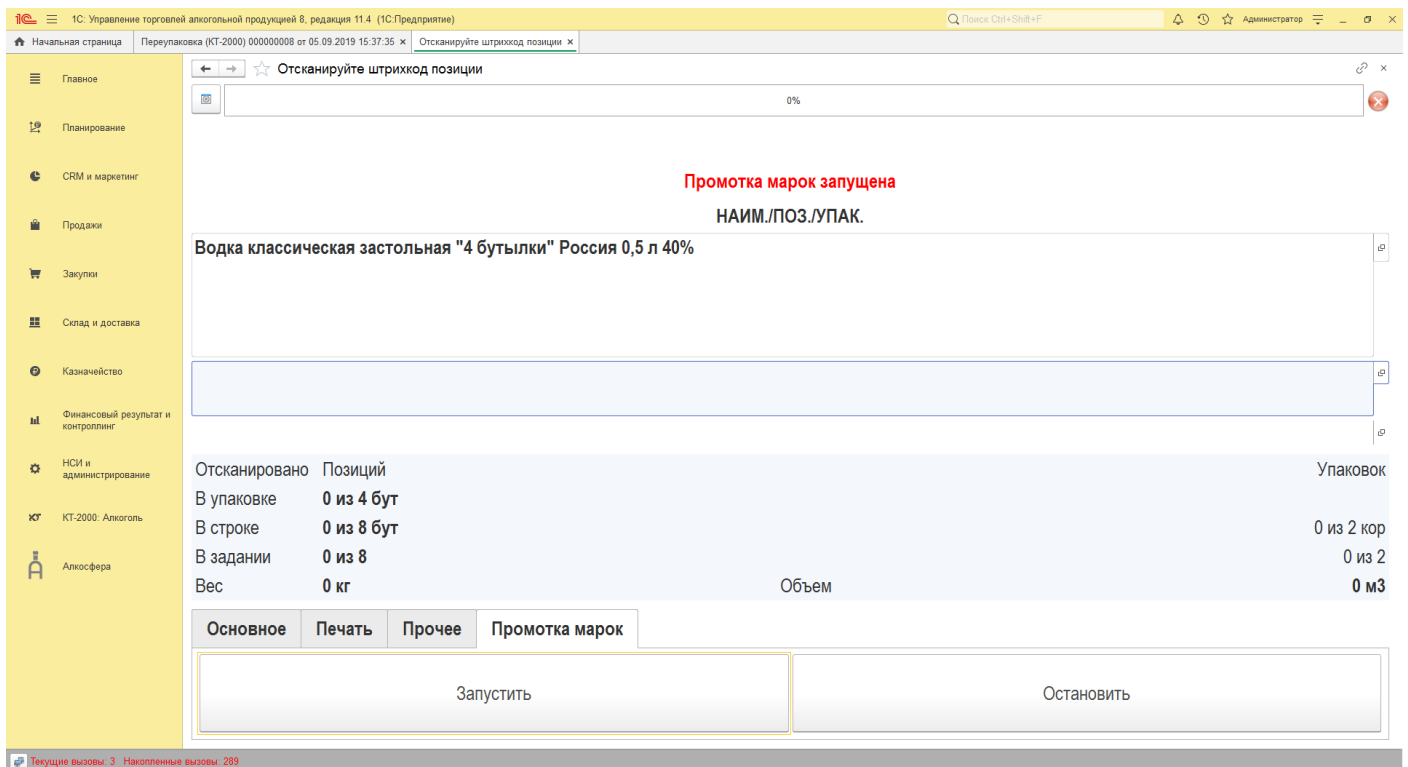 1С: Управление торговлей алкогольной продукцией 8, редакция 11.4 (1С:Предприятие)
Поиск Ctrl+Shift+F
Администратор
Начальная страница
Переупаковка (КТ-2000) 000000008 от 05.09.2019 15:37:35 ×
Отсканируйте штрихкод позиции ×
Главное
Планирование
CRM и маркетинг
Продажи
Закупки
Склад и доставка
Казначейство
Финансовый результат и
контроллинг
НСИ и
администрирование
КТ-2000: Алкоголь
Алкосфера
Отсканируйте штрихкод позиции
0%
Промотка марок запущена
НАИМ./ПОЗ./УПАК.
Водка классическая застольная "4 бутылки" Россия 0,5 л 40%
Отсканировано Позиций Упаковок
В упаковке 0 из 4 бут
В строке 0 из 8 бут 0 из 2 кор
В задании 0 из 8 0 из 2
Вес 0 кг Объем 0 м3
Основное Печать Прочее Промотка марок
Запустить Остановить
Текущие вызовы: 3 Накопленные вызовы: 289